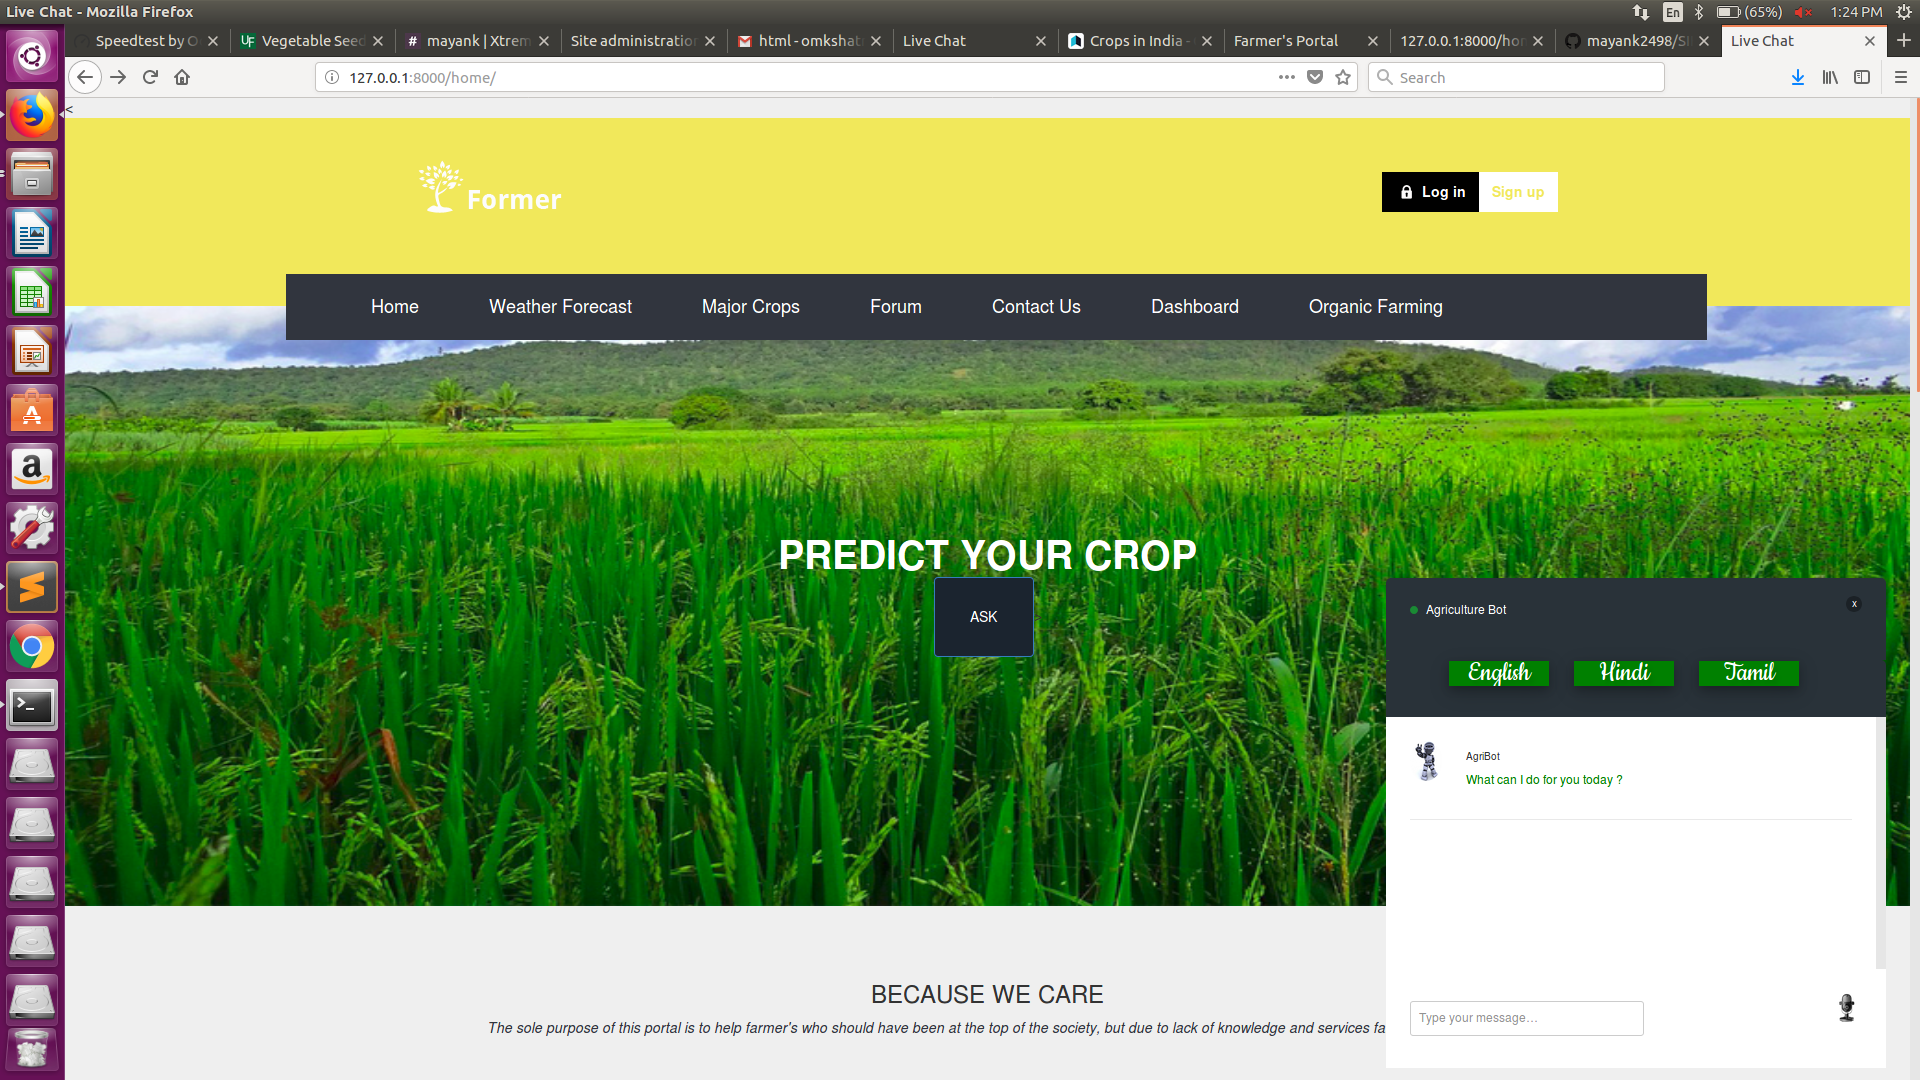 Live Chat - Mozilla Firefox
En (65%) 1:24 PM
Speedtest by O
UF Vegetable Seed
# mayank | Xtrem
Site administratio
html - omkshat
Live Chat
Crops in India -
Farmer's Portal
127.0.0.1:8000/hor
mayank2498/SI
Live Chat
127.0.0.1:8000/home/
Search
<
Former
Log in
Sign up
Home
Weather Forecast
Major Crops
Forum
Contact Us
Dashboard
Organic Farming
PREDICT YOUR CROP
ASK
Agriculture Bot
x
English
Hindi
Tamil
AgriBot
What can I do for you today ?
Type your message…
BECAUSE WE CARE
The sole purpose of this portal is to help farmer's who should have been at the top of the society, but due to lack of knowledge and services fa